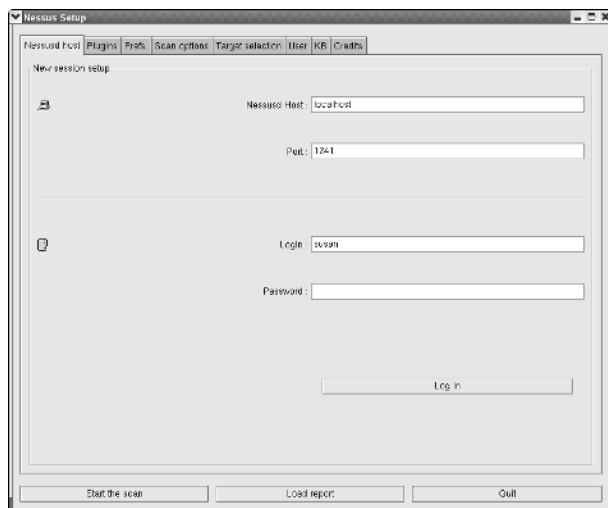 Nessus Setup
Nessusd host Plugins Prefs Scan options Target selection User KB Credits
New session setup
Nessusd Host : localhost
Port : 1241
Login : susan
Password :
Log in
Start the scan Load report Quit